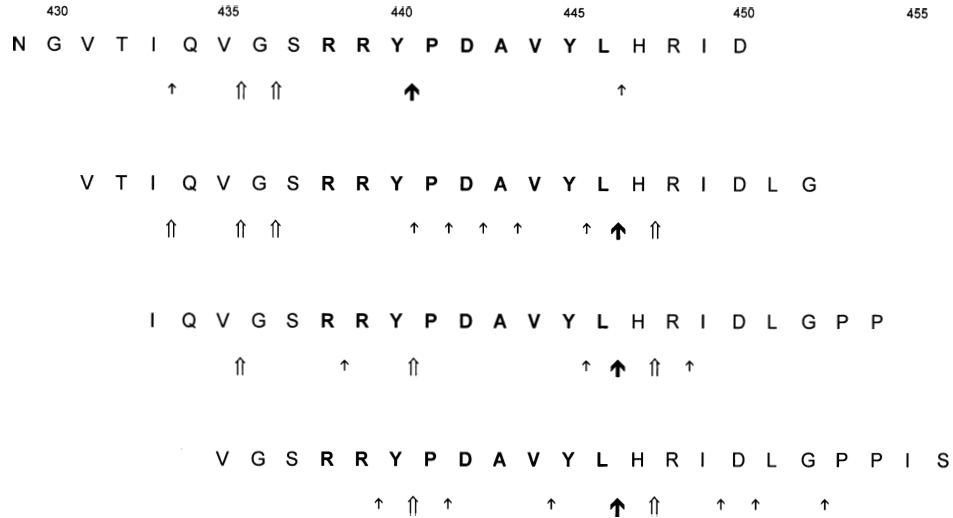 430 435 440 445 450 455
N G V T I Q V G S R R Y P D A V Y L H R I D
V T I Q V G S R R Y P D A V Y L H R I D L G
I Q V G S R R Y P D A V Y L H R I D L G P P
V G S R R Y P D A V Y L H R I D L G P P I S